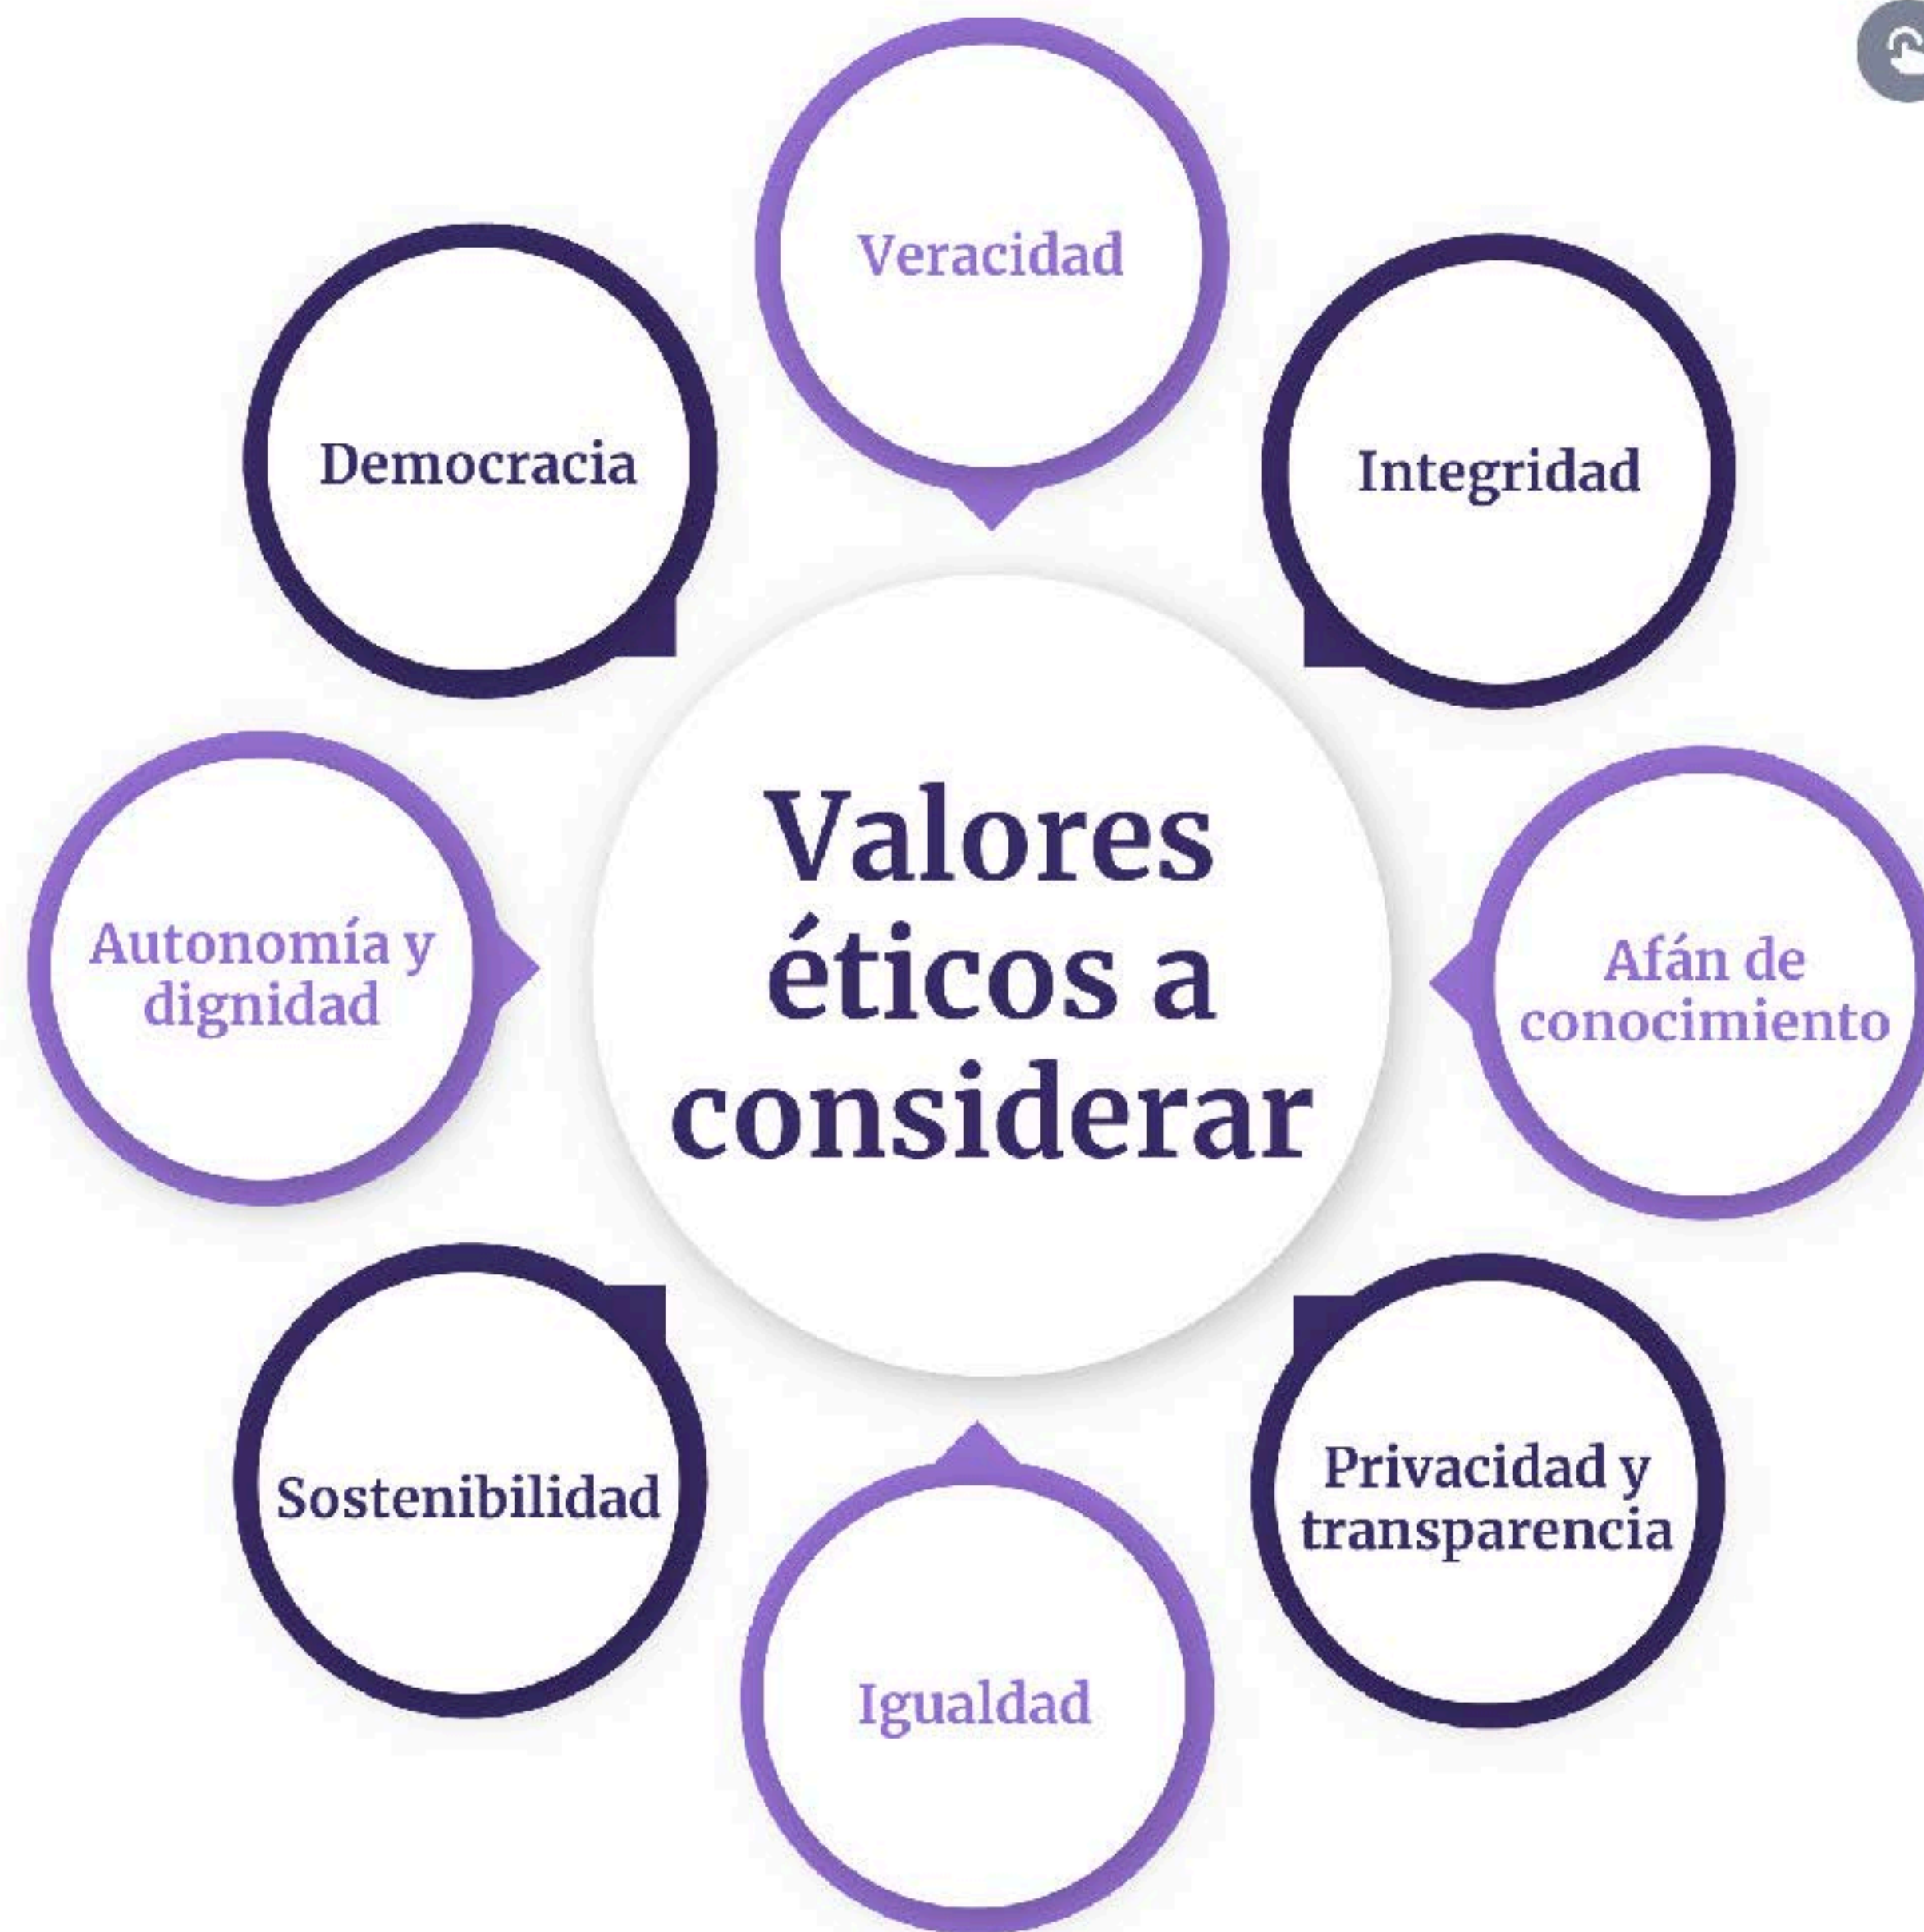 Veracidad
Democracia
Integridad
Valores
éticos a
considerar
Autonomía y
dignidad
Afán de
conocimiento
Sostenibilidad
Privacidad y
transparencia
Igualdad